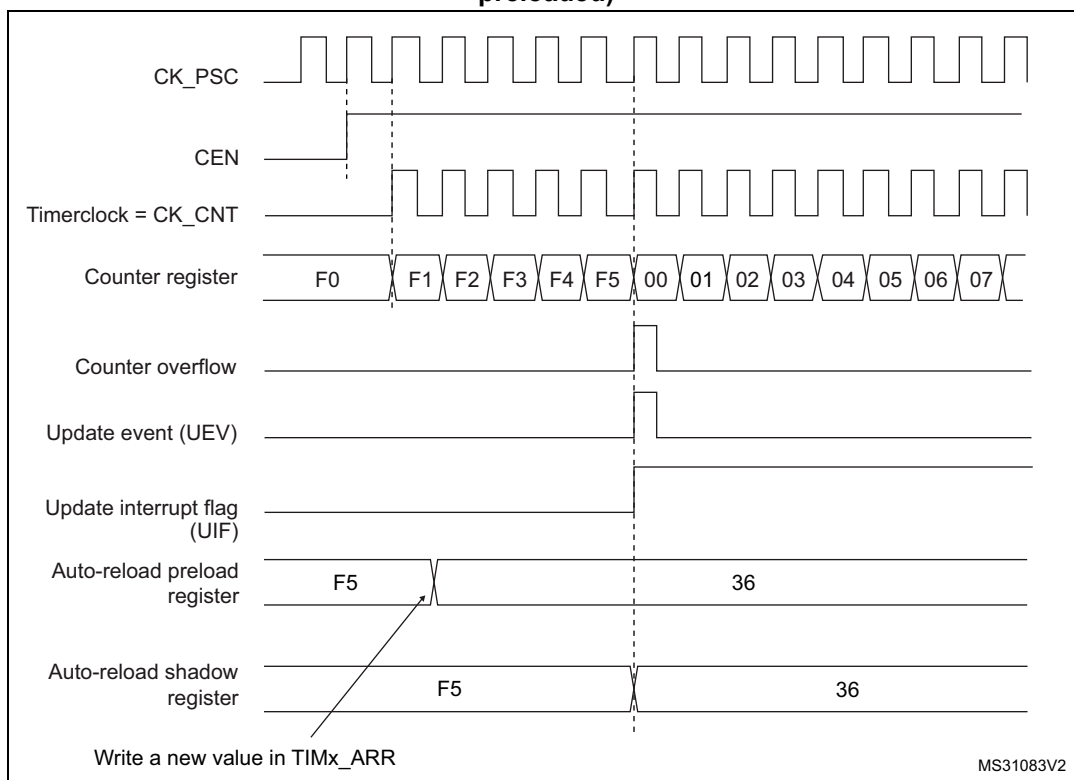 preloaded)
CK_PSC
CEN
Timerclock = CK_CNT
Counter register
F0 F1 F2 F3 F4 F5 00 01 02 03 04 05 06 07
Counter overflow
Update event (UEV)
Update interrupt flag
(UIF)
Auto-reload preload
register
F5 36
Auto-reload shadow
register
F5 36
Write a new value in TIMx_ARR
MS31083V2